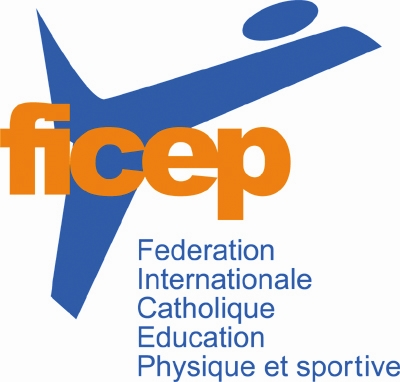 ficep
Federation
Internationale
Catholique
Education
Physique et sportive